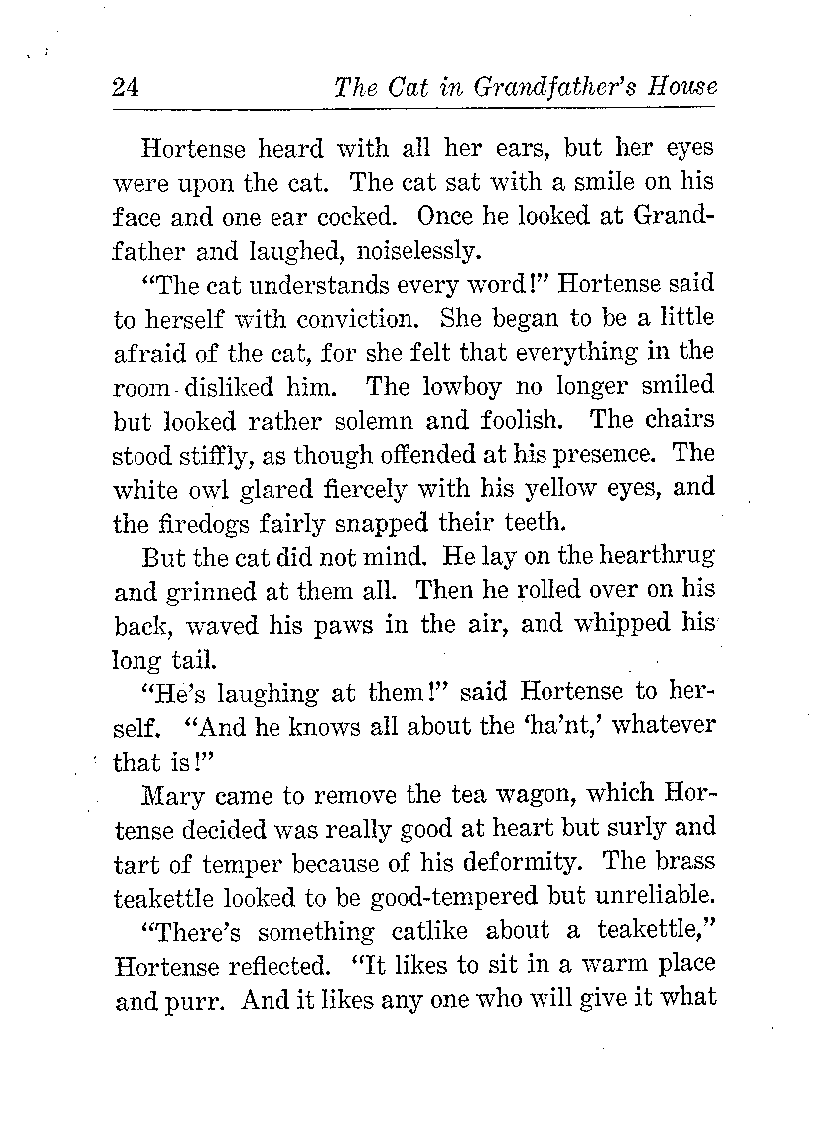 24 The Cat in Grandfather's House
Hortense heard with all her ears, but her eyes
were upon the cat. The cat sat with a smile on his
face and one ear cocked. Once he looked at Grand-
father and laughed, noiselessly.
“The cat understands every word!” Hortense said
to herself with conviction. She began to be a little
afraid of the cat, for she felt that everything in the
room disliked him. The lowboy no longer smiled
but looked rather solemn and foolish. The chairs
stood stiffly, as though offended at his presence. The
white owl glared fiercely with his yellow eyes, and
the firedogs fairly snapped their teeth.
But the cat did not mind. He lay on the hearthrug
and grinned at them all. Then he rolled over on his
back, waved his paws in the air, and whipped his
long tail.
“He’s laughing at them!” said Hortense to her-
self. “And he knows all about the ‘ha’nt,’ whatever
that is!”
Mary came to remove the tea wagon, which Hor-
tense decided was really good at heart but surly and
tart of temper because of his deformity. The brass
teakettle looked to be good-tempered but unreliable.
“There’s something catlike about a teakettle,”
Hortense reflected. “It likes to sit in a warm place
and purr. And it likes any one who will give it what